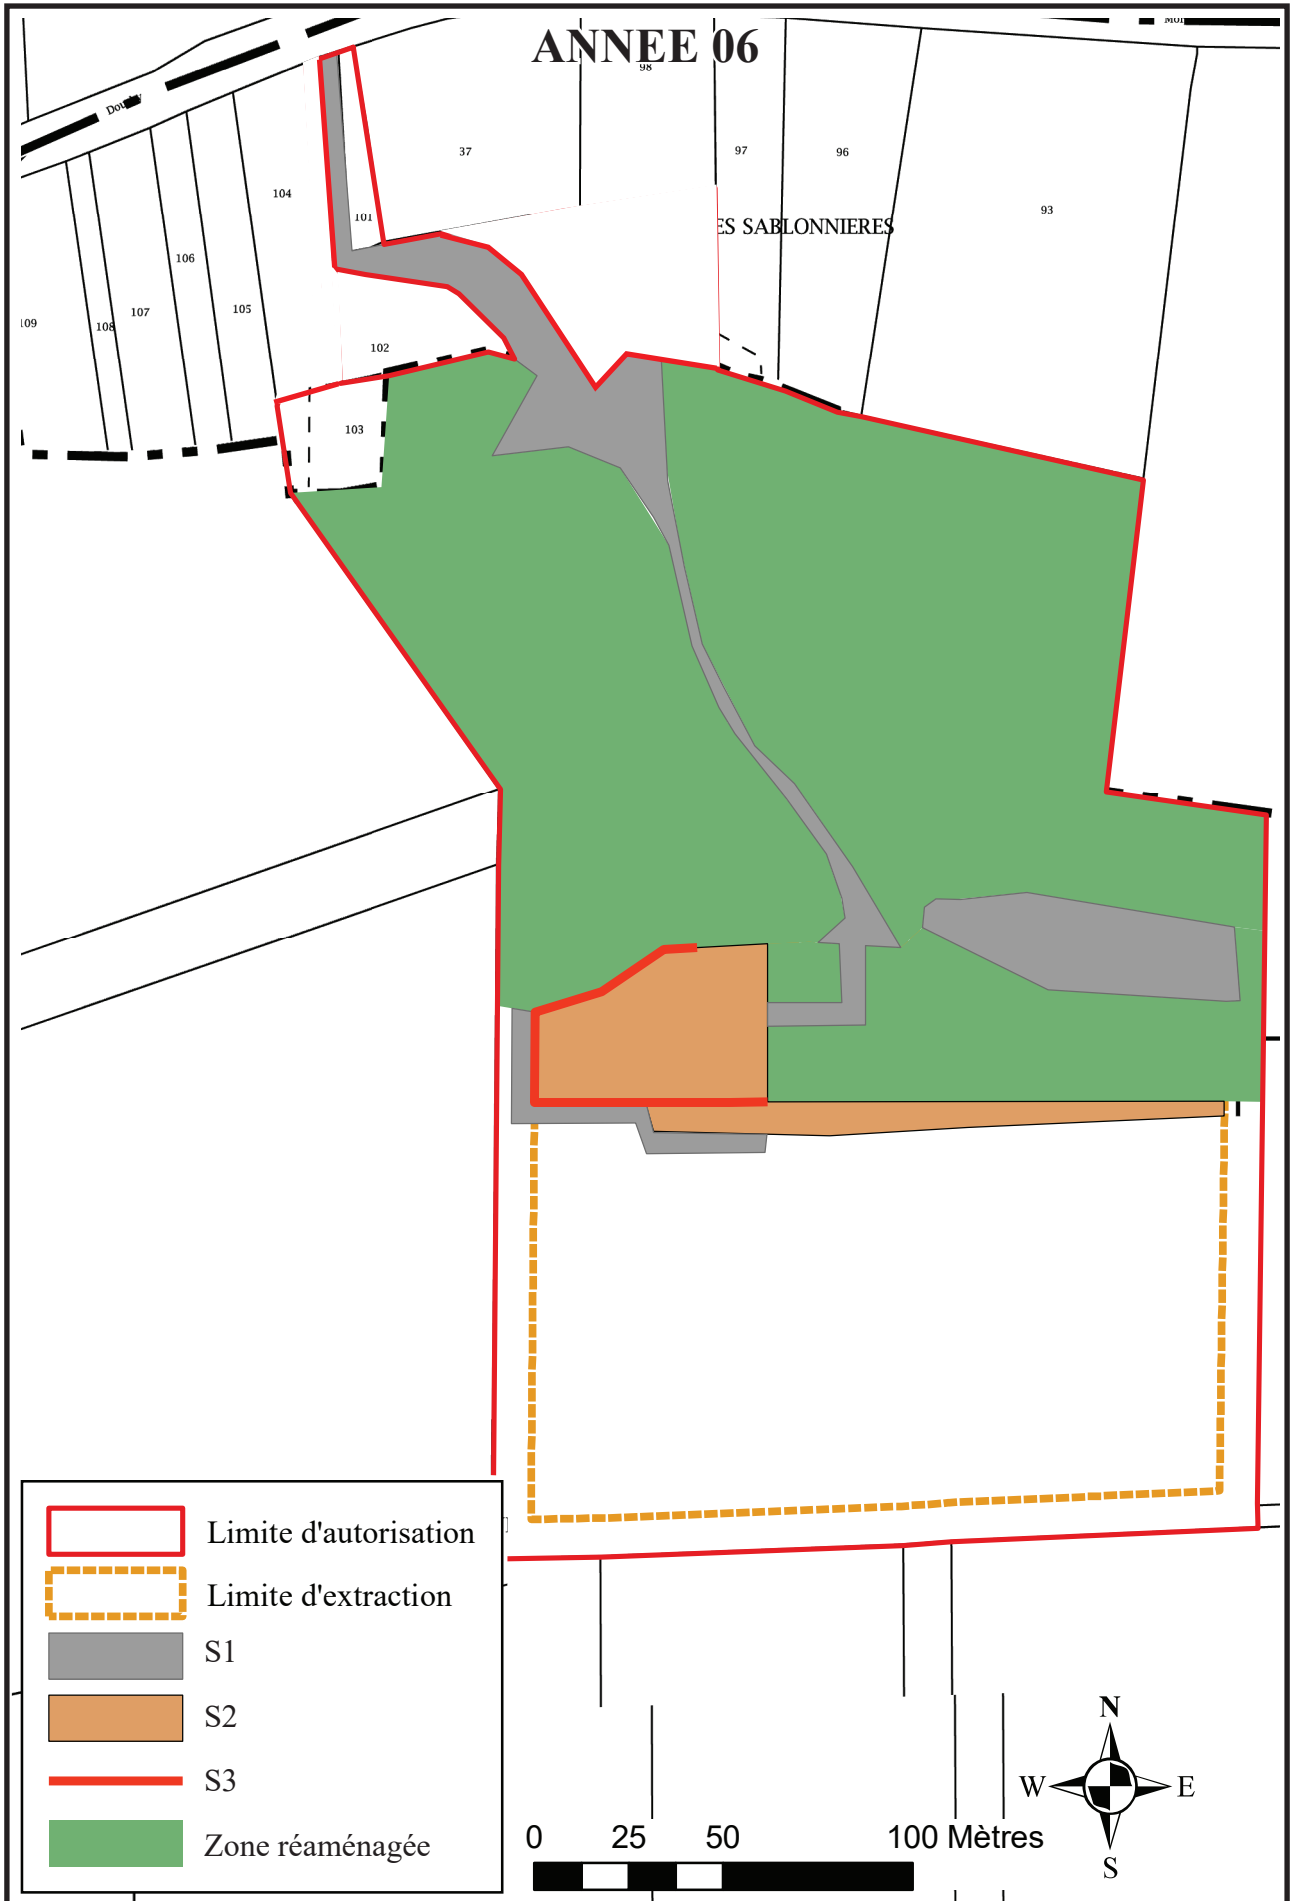 ANNEE 06
98
37
97
96
93
104
101
ES SABLONNIERES
106
107
105
109
108
102
103
Limite d'autorisation
Limite d'extraction
S1
S2
S3
Zone réaménagée
N
W
E
S
0 25 50 100 Mètres